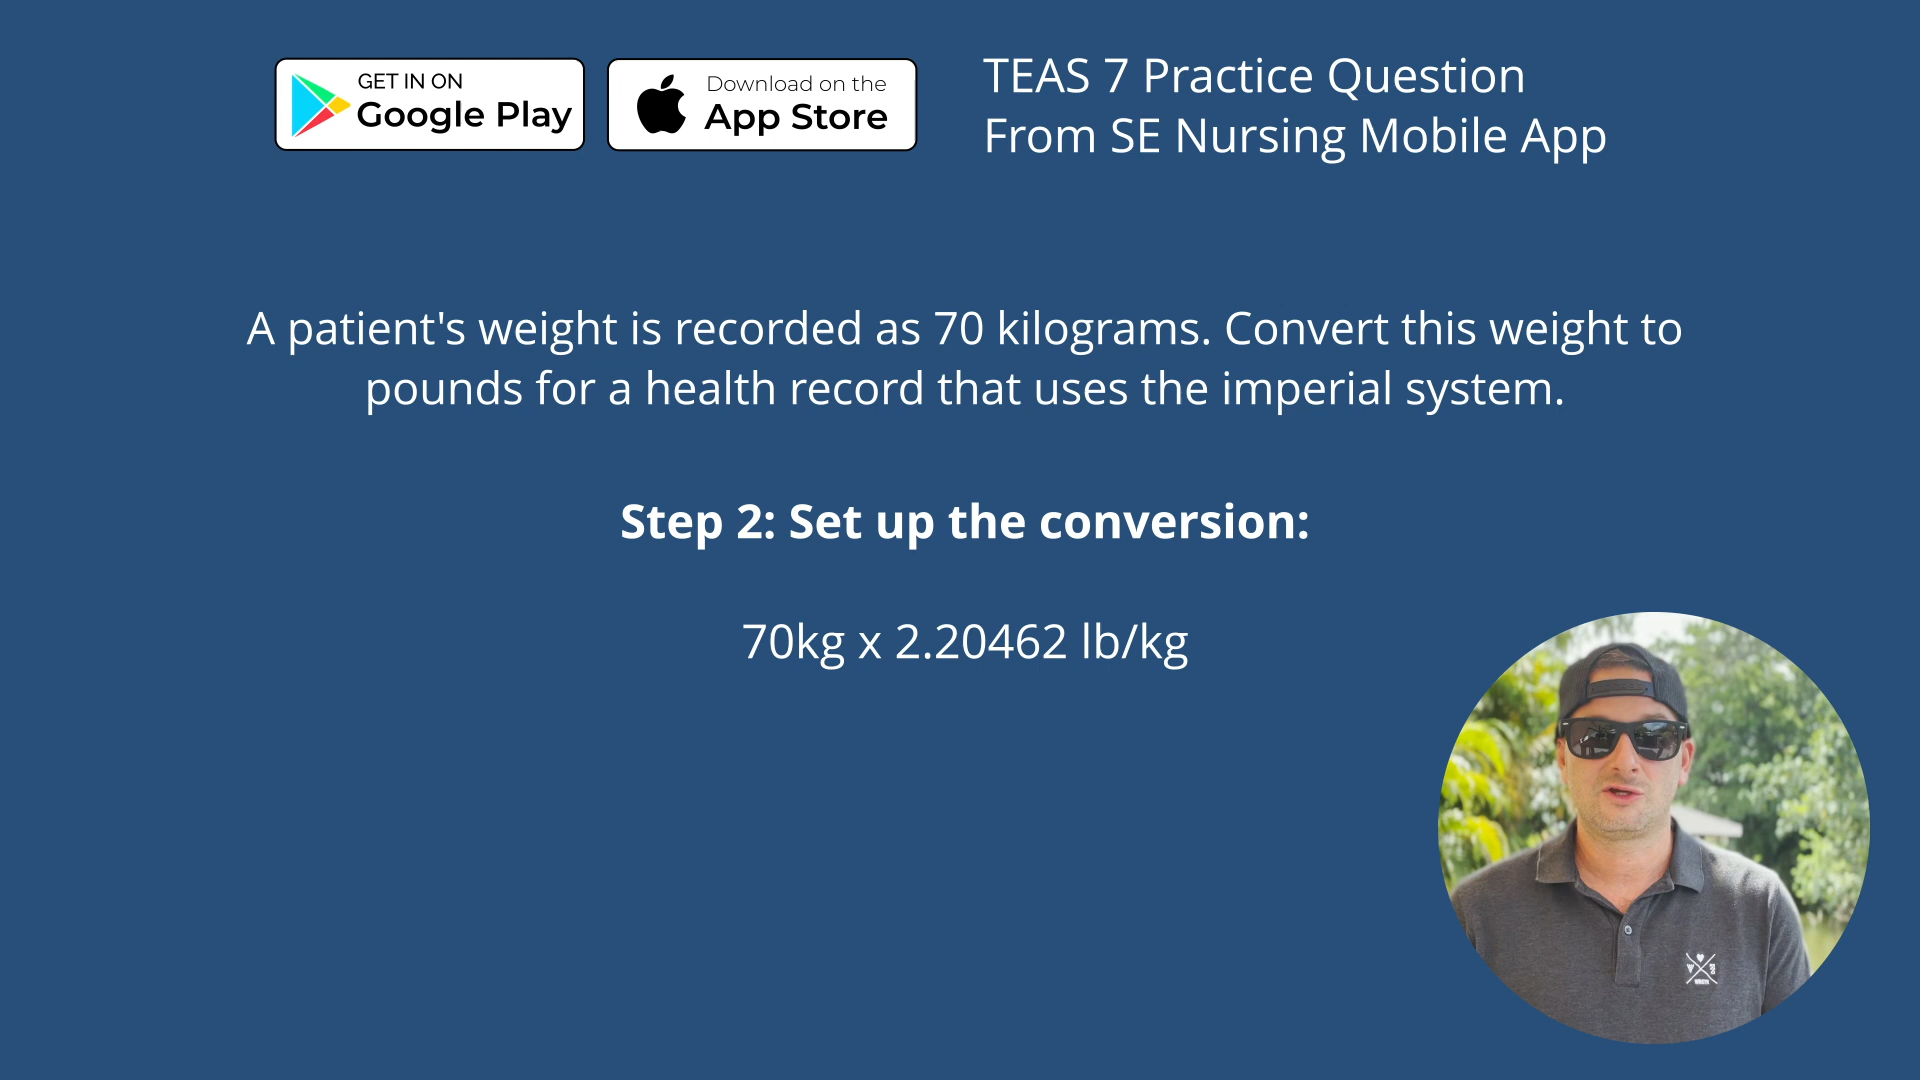 GET IN ON
Google Play
Download on the
App Store
TEAS 7 Practice Question
From SE Nursing Mobile App
A patient's weight is recorded as 70 kilograms. Convert this weight to
pounds for a health record that uses the imperial system.
Step 2: Set up the conversion:
70kg x 2.20462 lb/kg